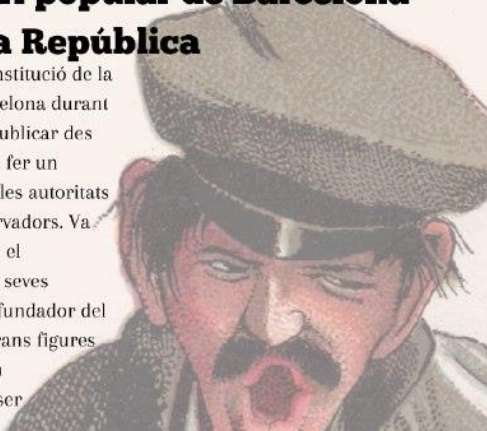 popular de Barcelona
a República
nstitució de la
elona durant
ublicar des
fer un
les autoritats
rvadors. Va
el
seves
fundador del
rans figures
ser